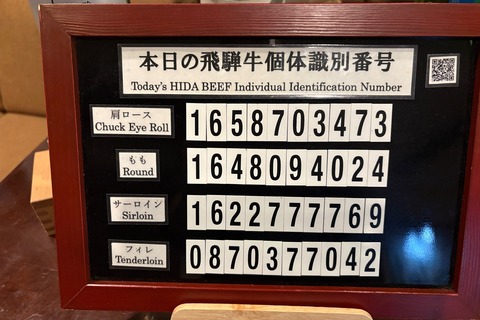 本日の飛騨牛個体識別番号
Today's HIDA BEEF Individual Identification Number
肩ロース
Chuck Eye Roll
1658703473
もも
Round
1648094024
サーロイン
Sirloin
1622777769
フィレ
Tenderloin
0870377042